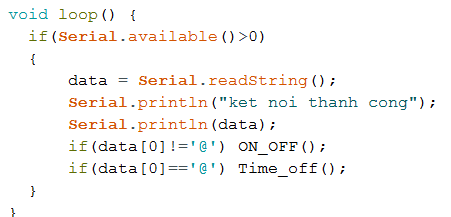 void loop() {
  if(Serial.available()>0)
  {
      data = Serial.readString();
      Serial.println("ket noi thanh cong");
      Serial.println(data);
      if(data[0]!='@') ON_OFF();
      if(data[0]=='@') Time_off();
  }
}